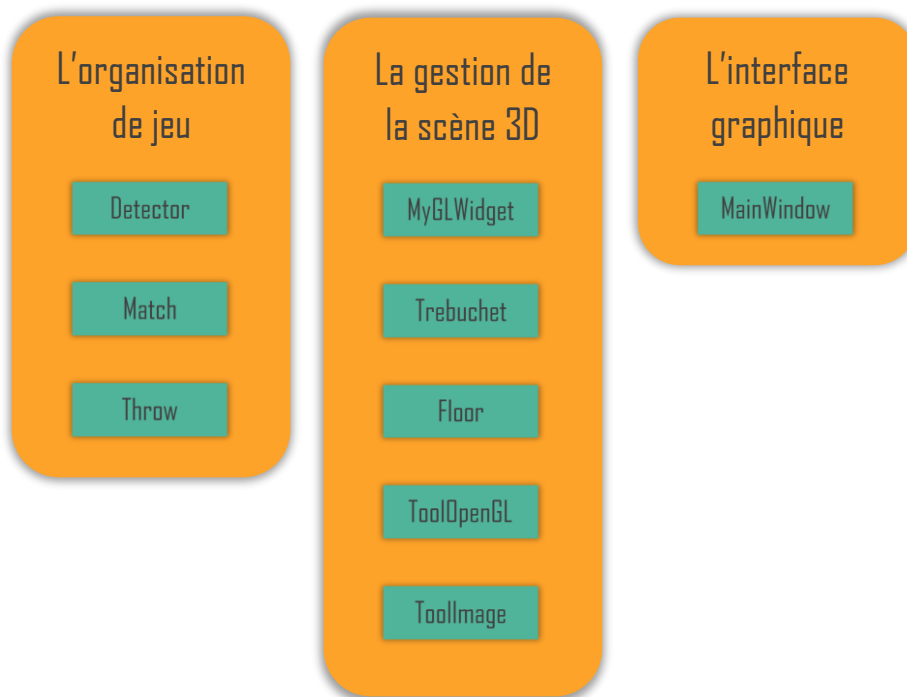 L'organisation
de jeu
Detector
Match
Throw
La gestion de
la scène 3D
MyGLWidget
Trebuchet
Floor
ToolOpenGL
ToolImage
L'interface
graphique
MainWindow